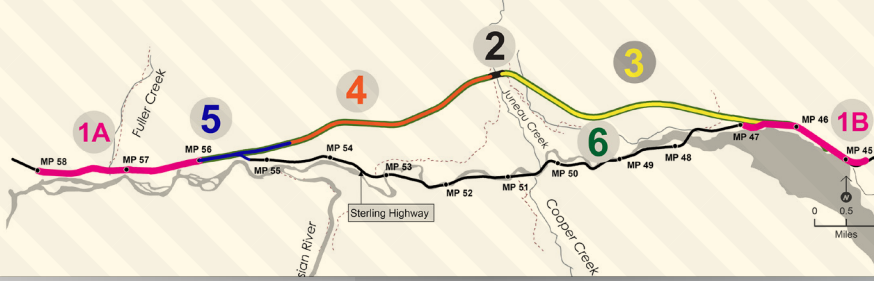 2
3
4
Fuller Creek
1A
5
Juneau Creek
6
MP 46
1B
MP 47
MP 58
MP 57
MP 56
MP 55
MP 54
MP 53
MP 52
MP 51
MP 50
MP 49
MP 48
MP 45
Sterling Highway
Cooper Creek
River
N
0 0.5
Miles